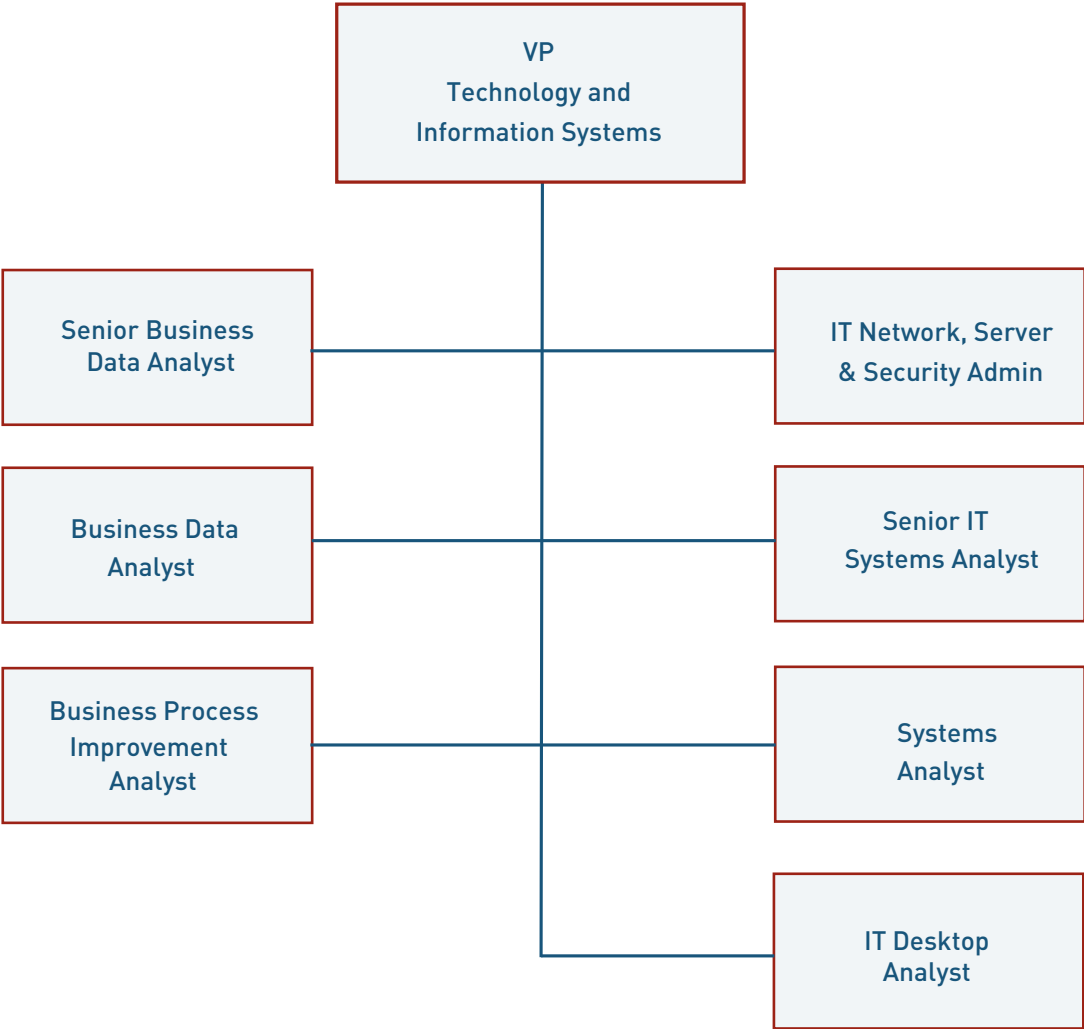 VP
Technology and
Information Systems
Senior Business
Data Analyst
IT Network, Server
& Security Admin
Business Data
Analyst
Senior IT
Systems Analyst
Business Process
Improvement
Analyst
Systems
Analyst
IT Desktop
Analyst